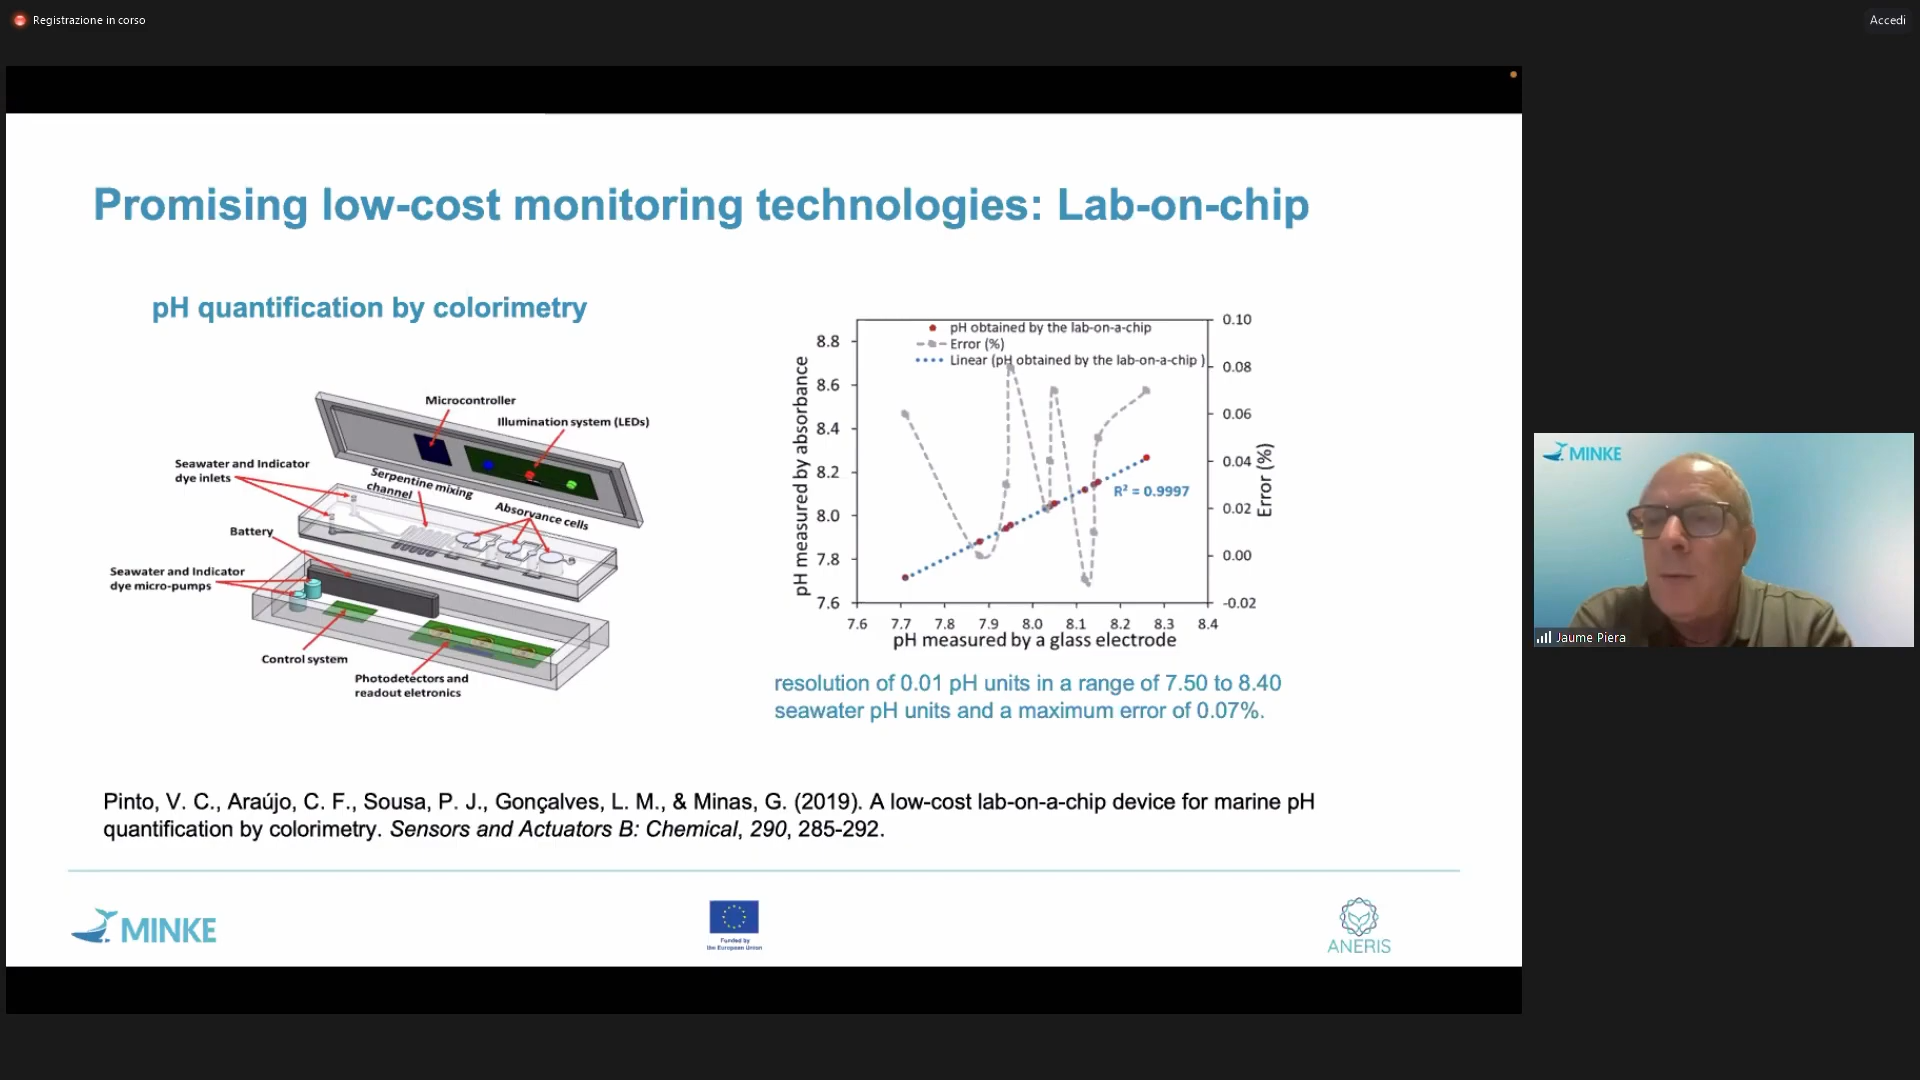 Registrazione in corso
Accedi
Promising low-cost monitoring technologies: Lab-on-chip
pH quantification by colorimetry
Microcontroller
Illumination system (LEDs)
Seawater and Indicator
dye inlets
Serpentine mixing
channel
Absorvance cells
Battery
Seawater and Indicator
dye micro-pumps
Control system
Photodetectors and
readout eletronics
pH obtained by the lab-on-a-chip
Error (%)
Linear (pH obtained by the lab-on-a-chip )
pH measured by absorbance
8.8
8.6
8.4
8.2
8.0
7.8
7.6
0.10
0.08
0.06
0.04
0.02
0.00
-0.02
Error (%)
R² = 0.9997
7.6 7.7 7.8 7.9 8.0 8.1 8.2 8.3 8.4
pH measured by a glass electrode
resolution of 0.01 pH units in a range of 7.50 to 8.40
seawater pH units and a maximum error of 0.07%.
Pinto, V. C., Araújo, C. F., Sousa, P. J., Gonçalves, L. M., & Minas, G. (2019). A low-cost lab-on-a-chip device for marine pH
quantification by colorimetry. Sensors and Actuators B: Chemical, 290, 285-292.
MINKE
Funded by
the European Union
ANERIS
MINKE
Jaume Piera